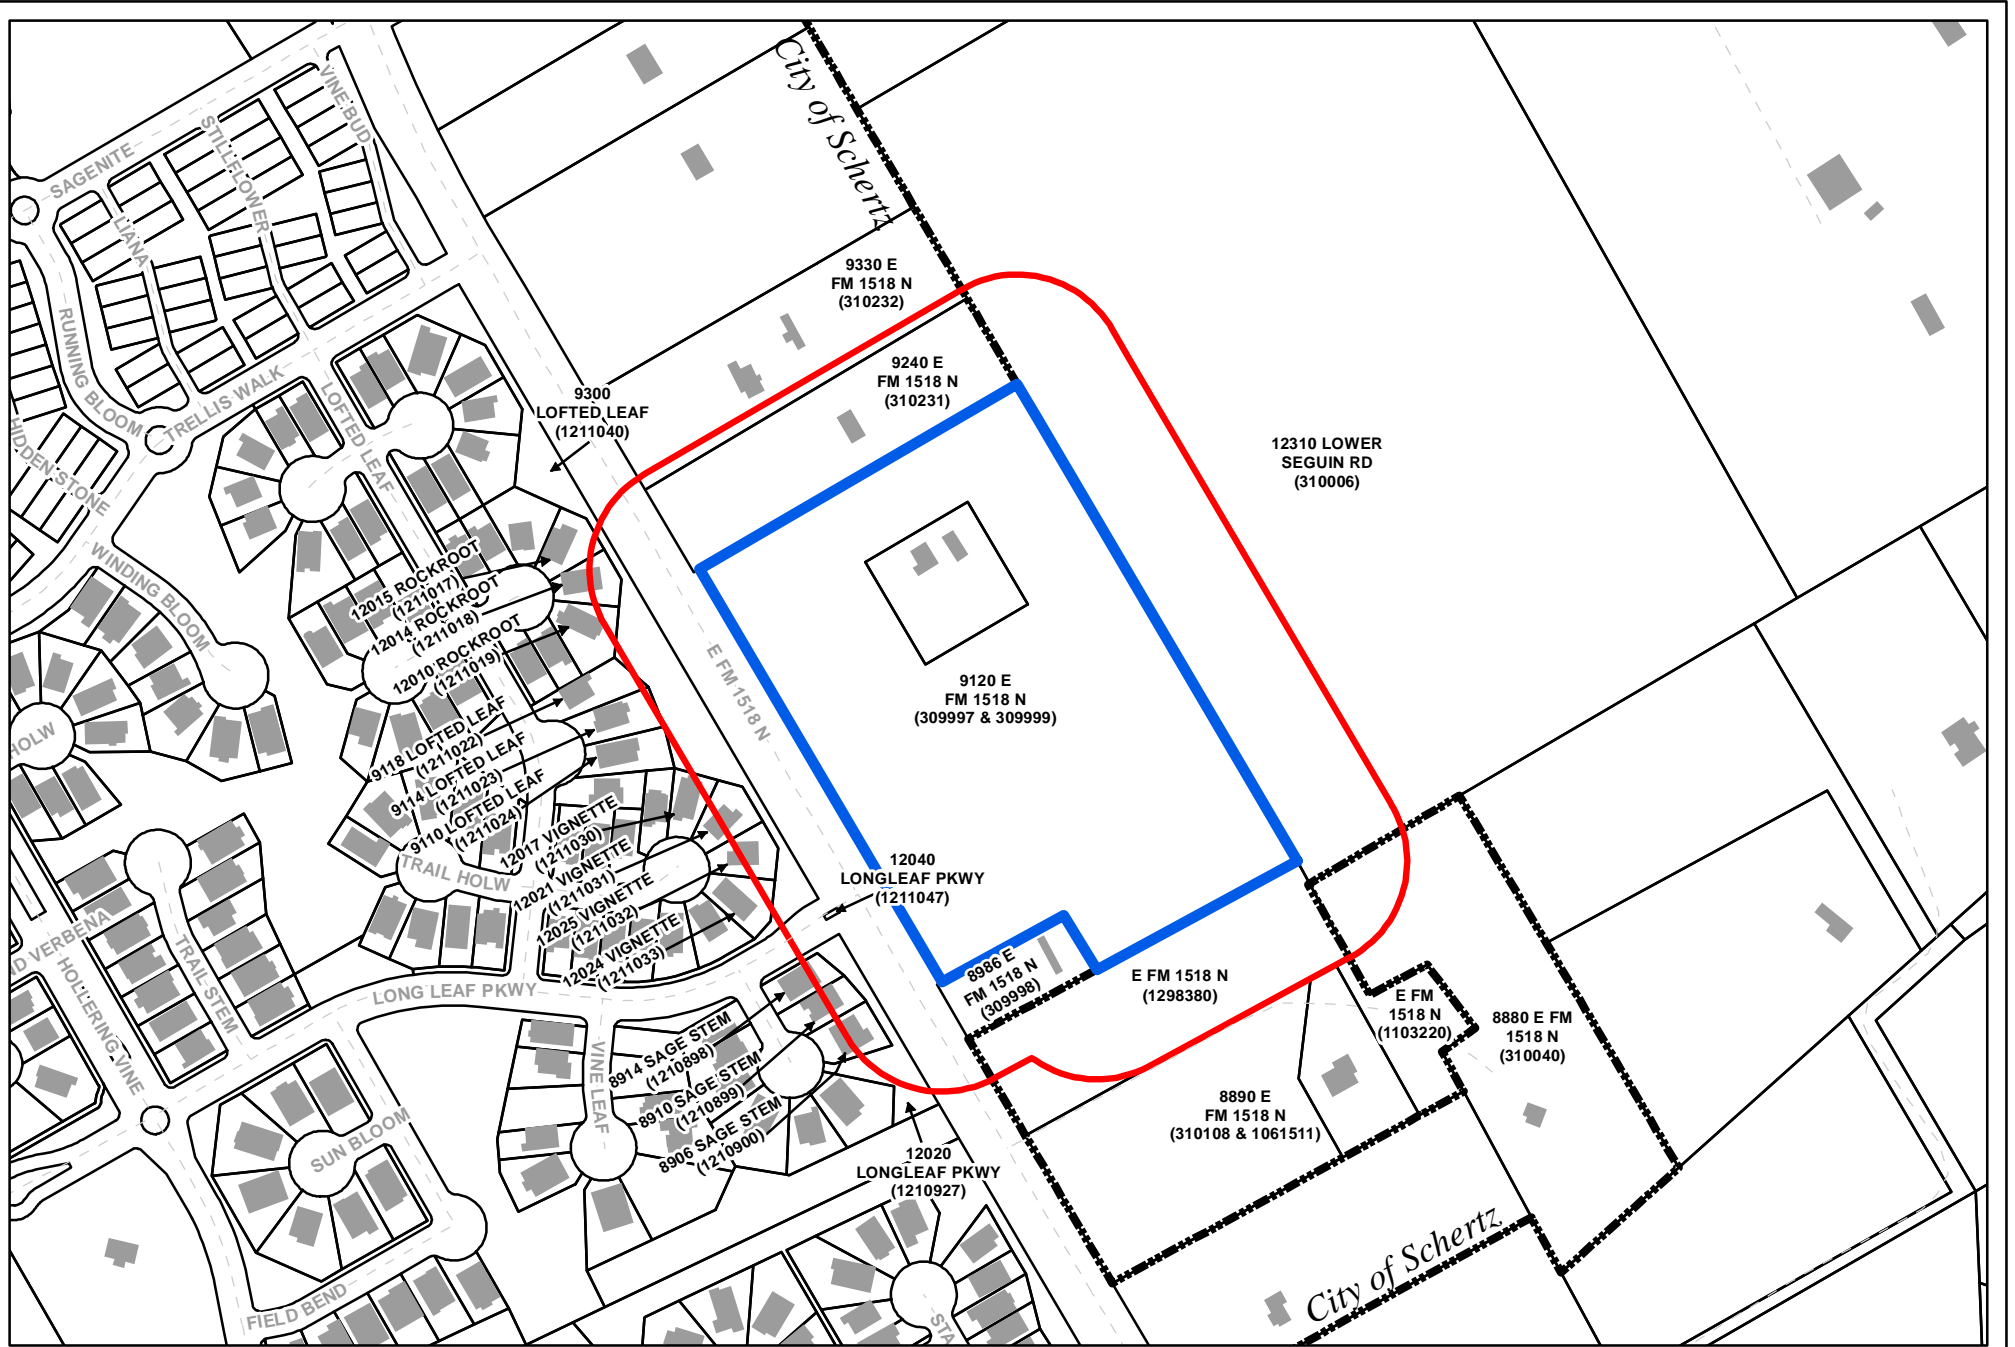 City of Schertz
VINE BUD
STILLFLOWER
SAGENITE
LIANA
9330 E
FM 1518 N
(310232)
RUNNING BLOOM
TRELLIS WALK
LOFTED LEAF
9240 E
FM 1518 N
(310231)
9300
LOFTED LEAF
(1211040)
HIDDEN STONE
12310 LOWER
SEGUIN RD
(310006)
WINDING BLOOM
12015 ROCKROOT
(1211017)
12014 ROCKROOT
(1211018)
12010 ROCKROOT
(1211019)
E FM 1518 N
9120 E
FM 1518 N
(309997 & 309999)
HOLW
9118 LOFTED LEAF
(1211022)
9114 LOFTED LEAF
(1211023)
9110 LOFTED LEAF
(1211024)
TRAIL HOLW
12017 VIGNETTE
(1211030)
12021 VIGNETTE
(1211031)
12025 VIGNETTE
(1211032)
12024 VIGNETTE
(1211033)
12040
LONGLEAF PKWY
(1211047)
ND VERBENA
HOLLERING VINE
TRAIL STEM
LONG LEAF PKWY
8986 E
FM 1518 N
(309998)
E FM 1518 N
(1298380)
E FM
1518 N
(1103220)
8880 E FM
1518 N
(310040)
VINE LEAF
8914 SAGE STEM
(1210898)
8910 SAGE STEM
(1210899)
8906 SAGE STEM
(1210900)
8890 E
FM 1518 N
(310108 & 1061511)
SUN BLOOM
12020
LONGLEAF PKWY
(1210927)
City of Schertz
FIELD BEND
STA